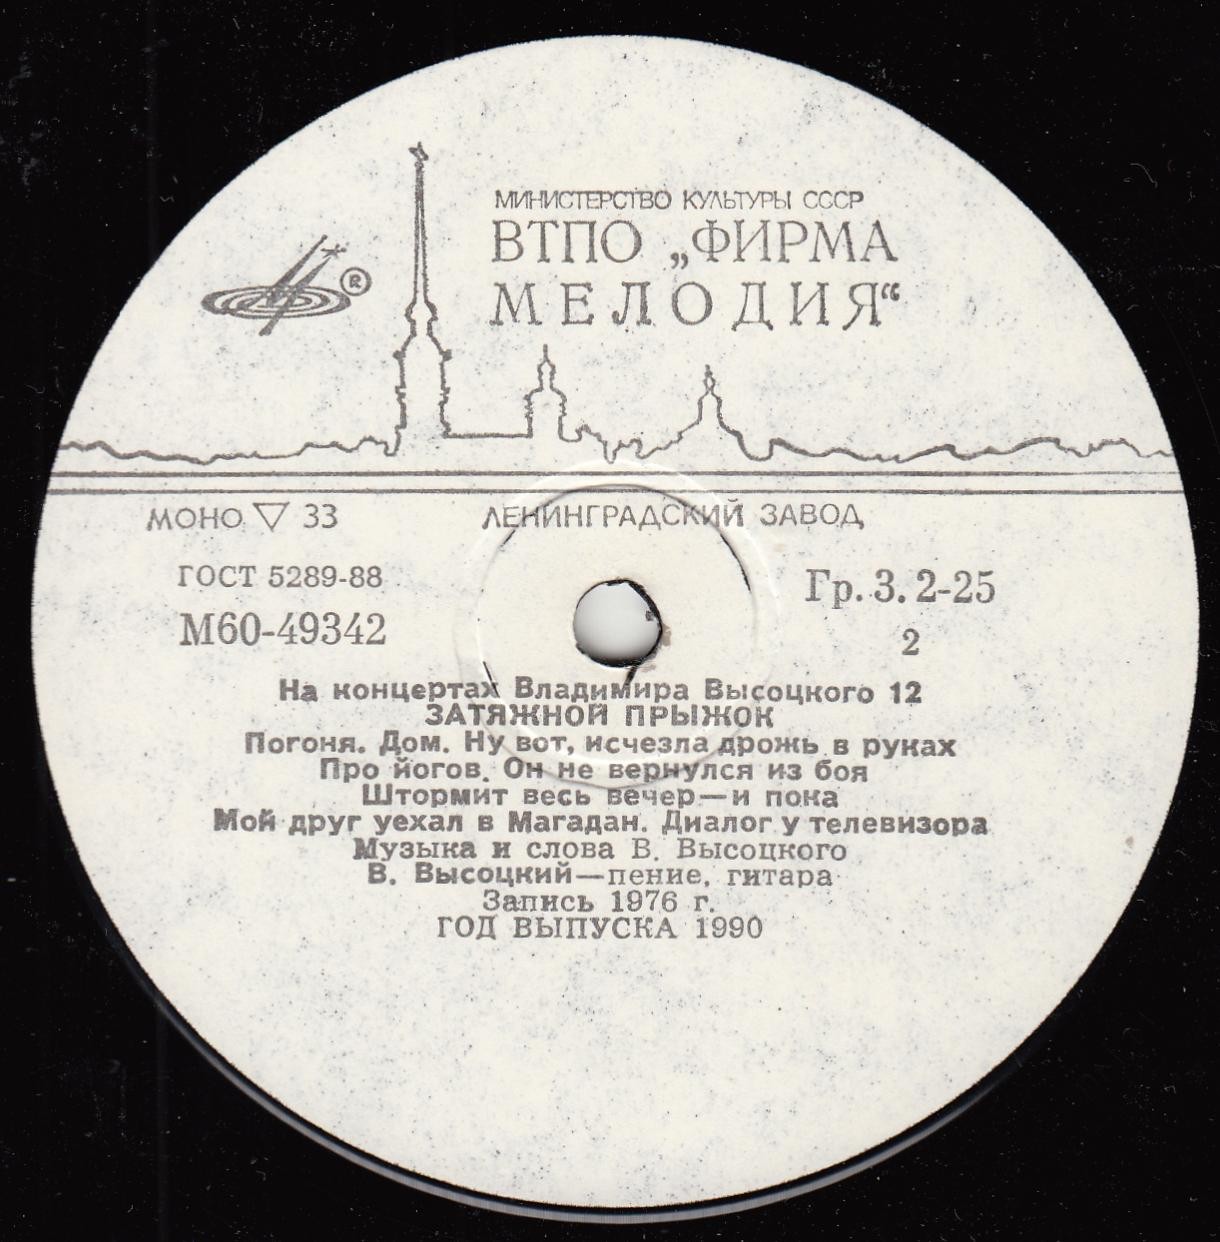 МИНИСТЕРСТВО КУЛЬТУРЫ СССР
ВТПО „ФИРМА
МЕЛОДИЯ“
®
МОНО ▽ 33
ЛЕНИНГРАДСКИЙ ЗАВОД
ГОСТ 5289-88
Гр. 3. 2-25
М60-49342
2
На концертах Владимира Высоцкого 12
ЗАТЯЖНОЙ ПРЫЖОК
Погоня. Дом. Ну вот, исчезла дрожь в руках
Про йогов. Он не вернулся из боя
Штормит весь вечер—и пока
Мой друг уехал в Магадан. Диалог у телевизора
Музыка и слова В. Высоцкого
В. Высоцкий—пение, гитара
Запись 1976 г.
ГОД ВЫПУСКА 1990